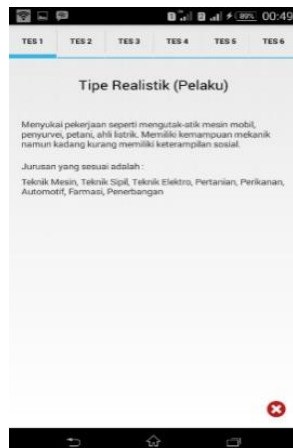 89% 00:49
TES 1 TES 2 TES 3 TES 4 TES 5 TES 6
Tipe Realistik (Pelaku)
Menyukai pekerjaan seperti mengutak-atik mesin mobil,
penyurvei, petani, ahli listrik. Memiliki kemampuan mekanik
namun kadang kurang memiliki keterampilan sosial.
Jurusan yang sesuai adalah :
Teknik Mesin, Teknik Sipil, Teknik Elektro, Pertanian, Perikanan,
Automotif, Farmasi, Penerbangan